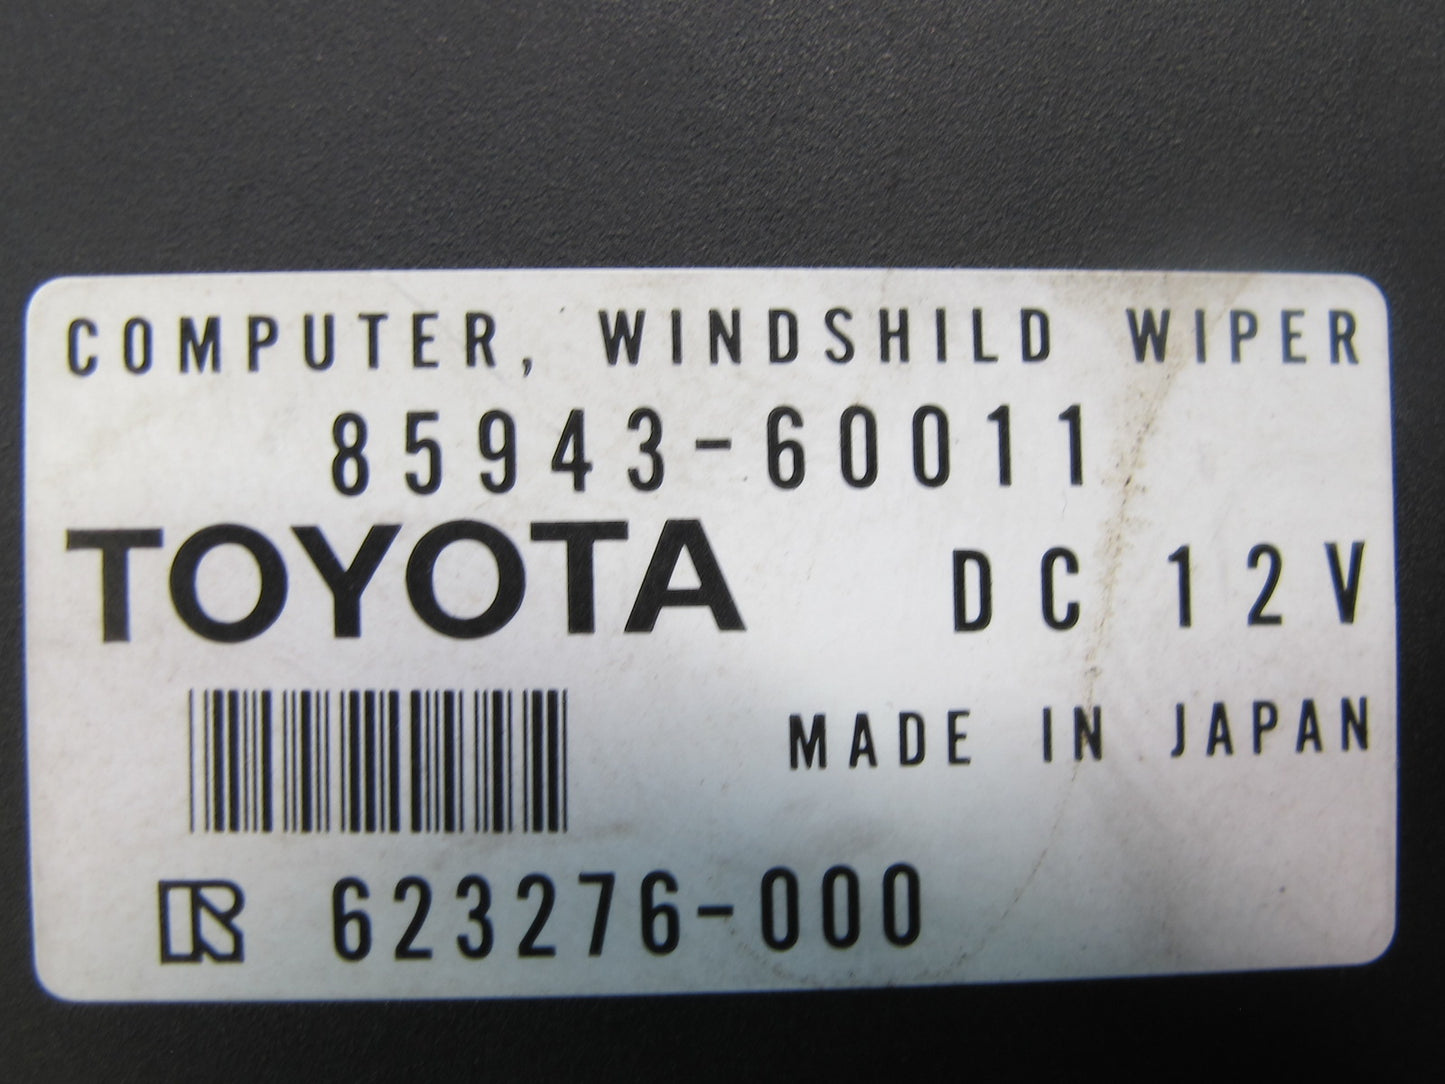 COMPUTER, WINDSHILD WIPER
85943-60011
TOYOTA DC 12V
MADE IN JAPAN
R 623276-000